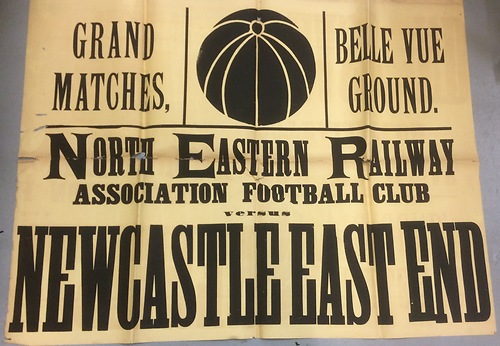 GRAND
MATCHES,
BELLE VUE
GROUND.
NORTH EASTERN RAILWAY
ASSOCIATION FOOTBALL CLUB
versus
NEWCASTLE EAST END